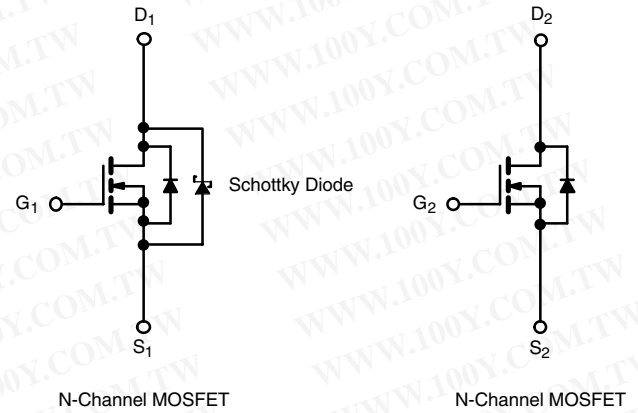 D1
D2
Schottky Diode
G1
G2
S1
S2
N-Channel MOSFET
N-Channel MOSFET
WWW.100Y.COM.TW